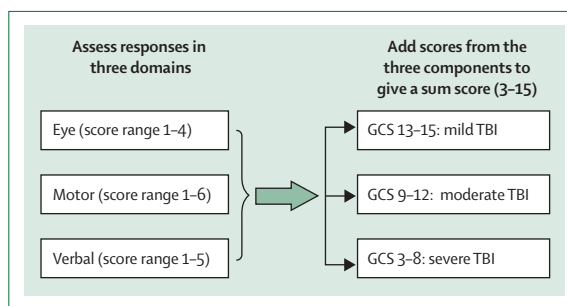 Assess responses in
three domains
Eye (score range 1–4)
Motor (score range 1–6)
Verbal (score range 1–5)
Add scores from the
three components to
give a sum score (3–15)
GCS 13–15: mild TBI
GCS 9–12: moderate TBI
GCS 3–8: severe TBI